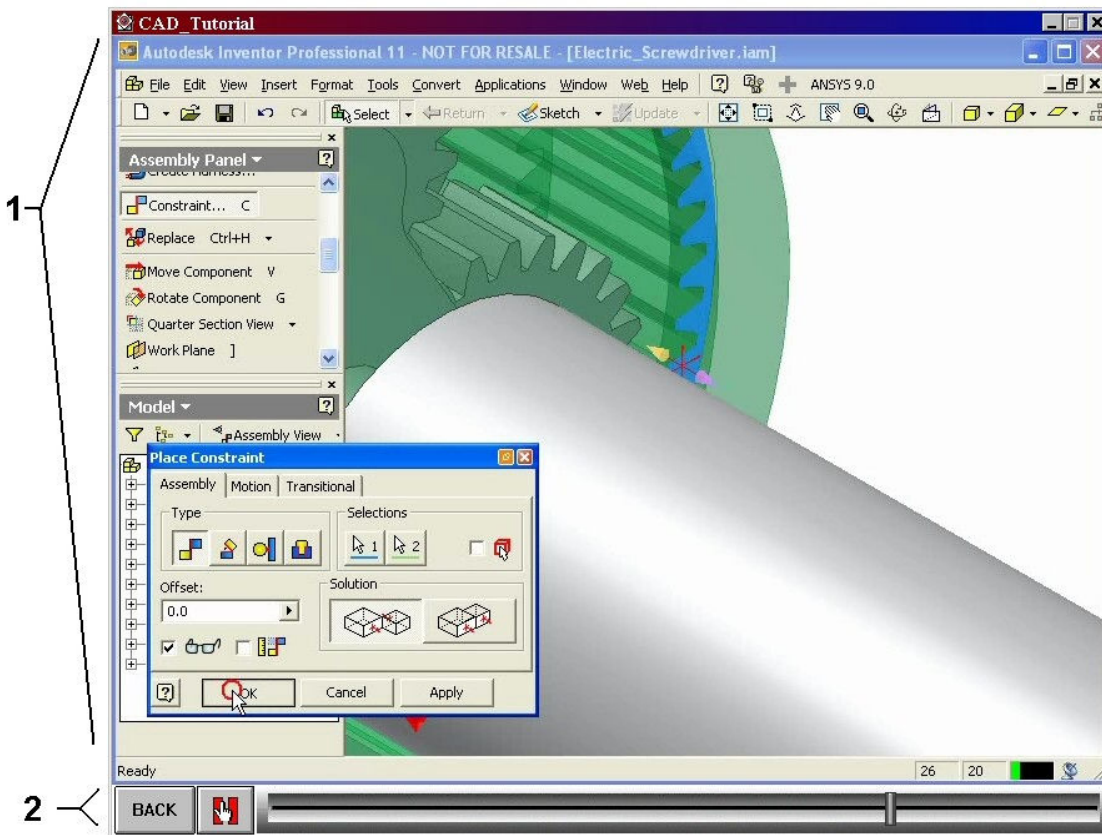 CAD_Tutorial
Autodesk Inventor Professional 11 - NOT FOR RESALE - [Electric_Screwdriver.iam]
File Edit View Insert Format Tools Convert Applications Window Web Help ANSYS 9.0
Select Return Sketch Update
Assembly Panel
Create Harness...
1
Constraint... C
Replace Ctrl+H
Move Component V
Rotate Component G
Quarter Section View
Work Plane ]
Model
Assembly View
Place Constraint
Assembly Motion Transitional
Type Selections
1 2
Offset: Solution
0.0
OK Cancel Apply
Ready 26 20
2 BACK